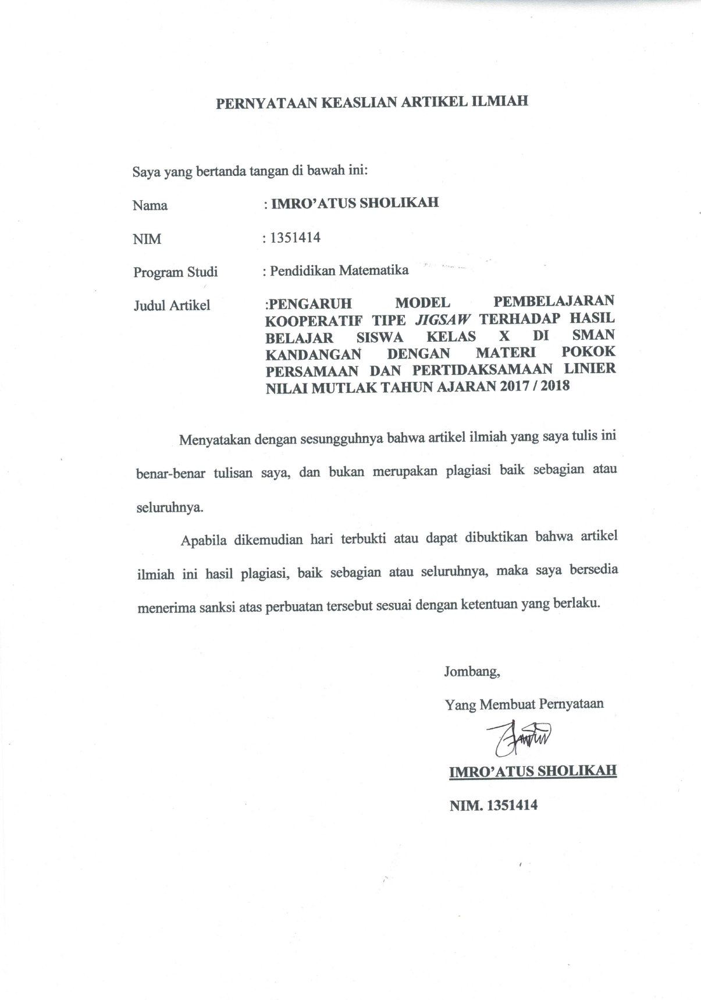 PERNYATAAN KEASLIAN ARTIKEL ILMIAH
Saya yang bertanda tangan di bawah ini:
Nama : IMRO’ATUS SHOLIKAH
NIM : 1351414
Program Studi : Pendidikan Matematika
Judul Artikel :PENGARUH MODEL PEMBELAJARAN
KOOPERATIF TIPE JIGSAW TERHADAP HASIL
BELAJAR SISWA KELAS X DI SMAN
KANDANGAN DENGAN MATERI POKOK
PERSAMAAN DAN PERTIDAKSAMAAN LINIER
NILAI MUTLAK TAHUN AJARAN 2017 / 2018
Menyatakan dengan sesungguhnya bahwa artikel ilmiah yang saya tulis ini
benar-benar tulisan saya, dan bukan merupakan plagiasi baik sebagian atau
seluruhnya.
Apabila dikemudian hari terbukti atau dapat dibuktikan bahwa artikel
ilmiah ini hasil plagiasi, baik sebagian atau seluruhnya, maka saya bersedia
menerima sanksi atas perbuatan tersebut sesuai dengan ketentuan yang berlaku.
Jombang,
Yang Membuat Pernyataan
IMRO’ATUS SHOLIKAH
NIM. 1351414